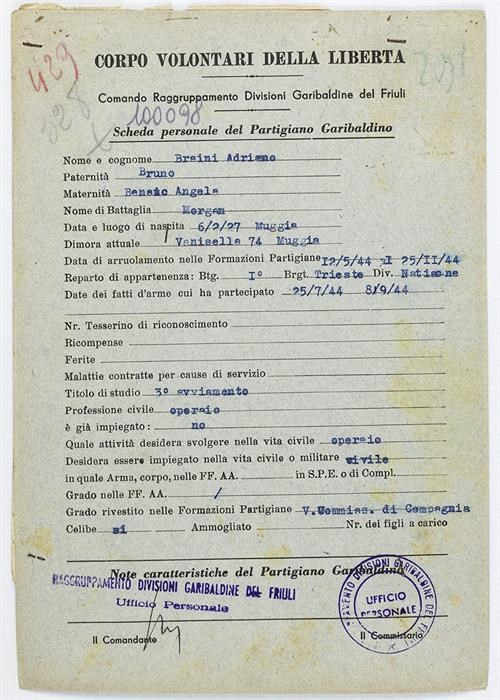 429
328
100098
CORPO VOLONTARI DELLA LIBERTA
Comando Raggruppamento Divisioni Garibaldine del Friuli
Scheda personale del Partigiano Garibaldino
Nome e cognome Braini Adriano
Paternità Bruno
Maternità Bensic Angela
Nome di Battaglia Morgan
Data e luogo di nascita 6/2/27 Muggia
Dimora attuale Vanisella 74 Muggia
Data di arruolamento nelle Formazioni Partigiane 12/5/44 al 25/11/44
Reparto di appartenenza: Btg. I° Brgt. Trieste Div. Natisone
Date dei fatti d'arme cui ha partecipato 25/7/44 8/9/44
Nr. Tesserino di riconoscimento
Ricompense
Ferite
Malattie contratte per cause di servizio
Titolo di studio 3° avviamento
Professione civile operaio
è già impiegato: no
Quale attività desidera svolgere nella vita civile operaio
Desidera essere impiegato nella vita civile o militare civile
in quale Arma, corpo, nelle FF. AA. in S.P.E. o di Compl.
Grado nelle FF. AA. /
Grado rivestito nelle Formazioni Partigiane V.Commiss. di Compagnia
Celibe si Ammogliato Nr. dei figli a carico
Note caratteristiche del Partigiano Garibaldino
RAGGRUPPAMENTO DIVISIONI GARIBALDINE DEL FRIULI
Ufficio Personale
UFFICIO
PERSONALE
Il Comandante Il Commissario